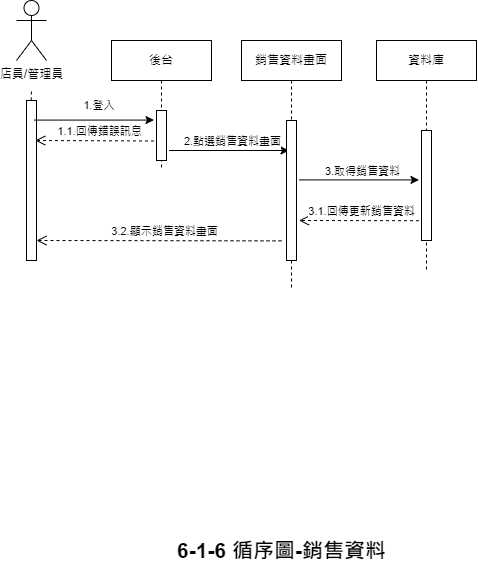 店員/管理員
後台
銷售資料畫面
資料庫
1.登入
1.1.回傳錯誤訊息
2.點選銷售資料畫面
3.取得銷售資料
3.1.回傳更新銷售資料
3.2.顯示銷售資料畫面
6-1-6 循序圖-銷售資料